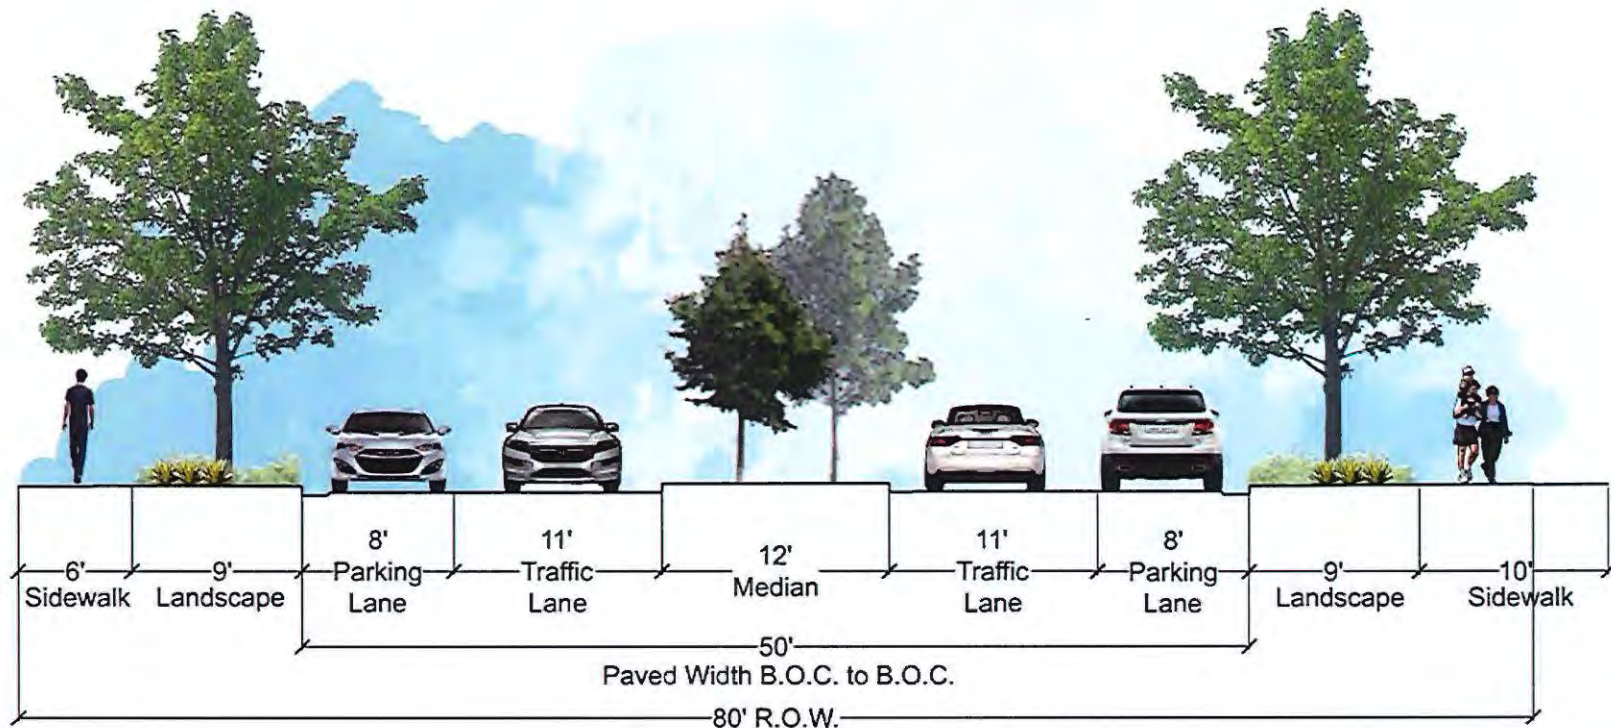 6'
Sidewalk
9'
Landscape
8'
Parking
Lane
11'
Traffic
Lane
12'
Median
11'
Traffic
Lane
8'
Parking
Lane
9'
Landscape
10'
Sidewalk
50'
Paved Width B.O.C. to B.O.C.
80' R.O.W.